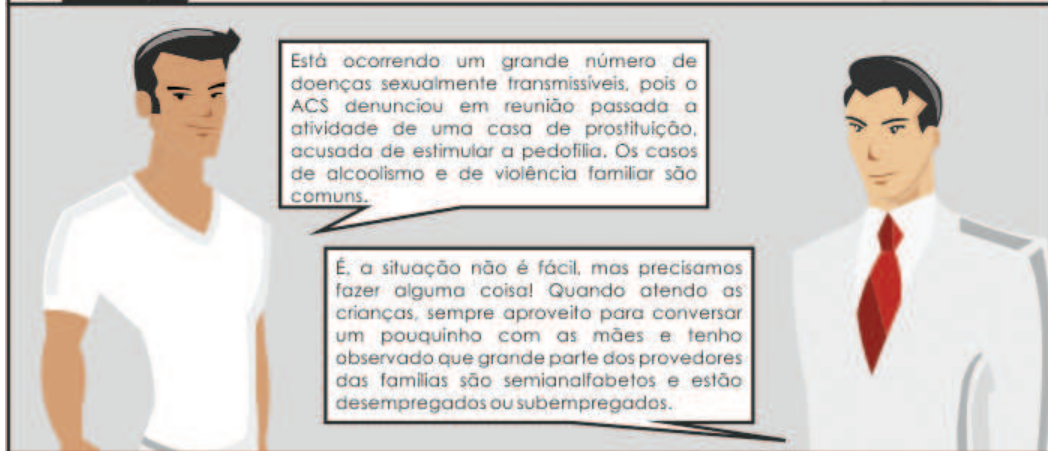 Está ocorrendo um grande número de
doenças sexualmente transmissíveis, pois o
ACS denunciou em reunião passada a
atividade de uma casa de prostituição,
acusada de estimular a pedofilia. Os casos
de alcoolismo e de violência familiar são
comuns.
É, a situação não é fácil, mas precisamos
fazer alguma coisa! Quando atendo as
crianças, sempre aproveito para conversar
um pouquinho com as mães e tenho
observado que grande parte dos provedores
das famílias são semianalfabetos e estão
desempregados ou subempregados.